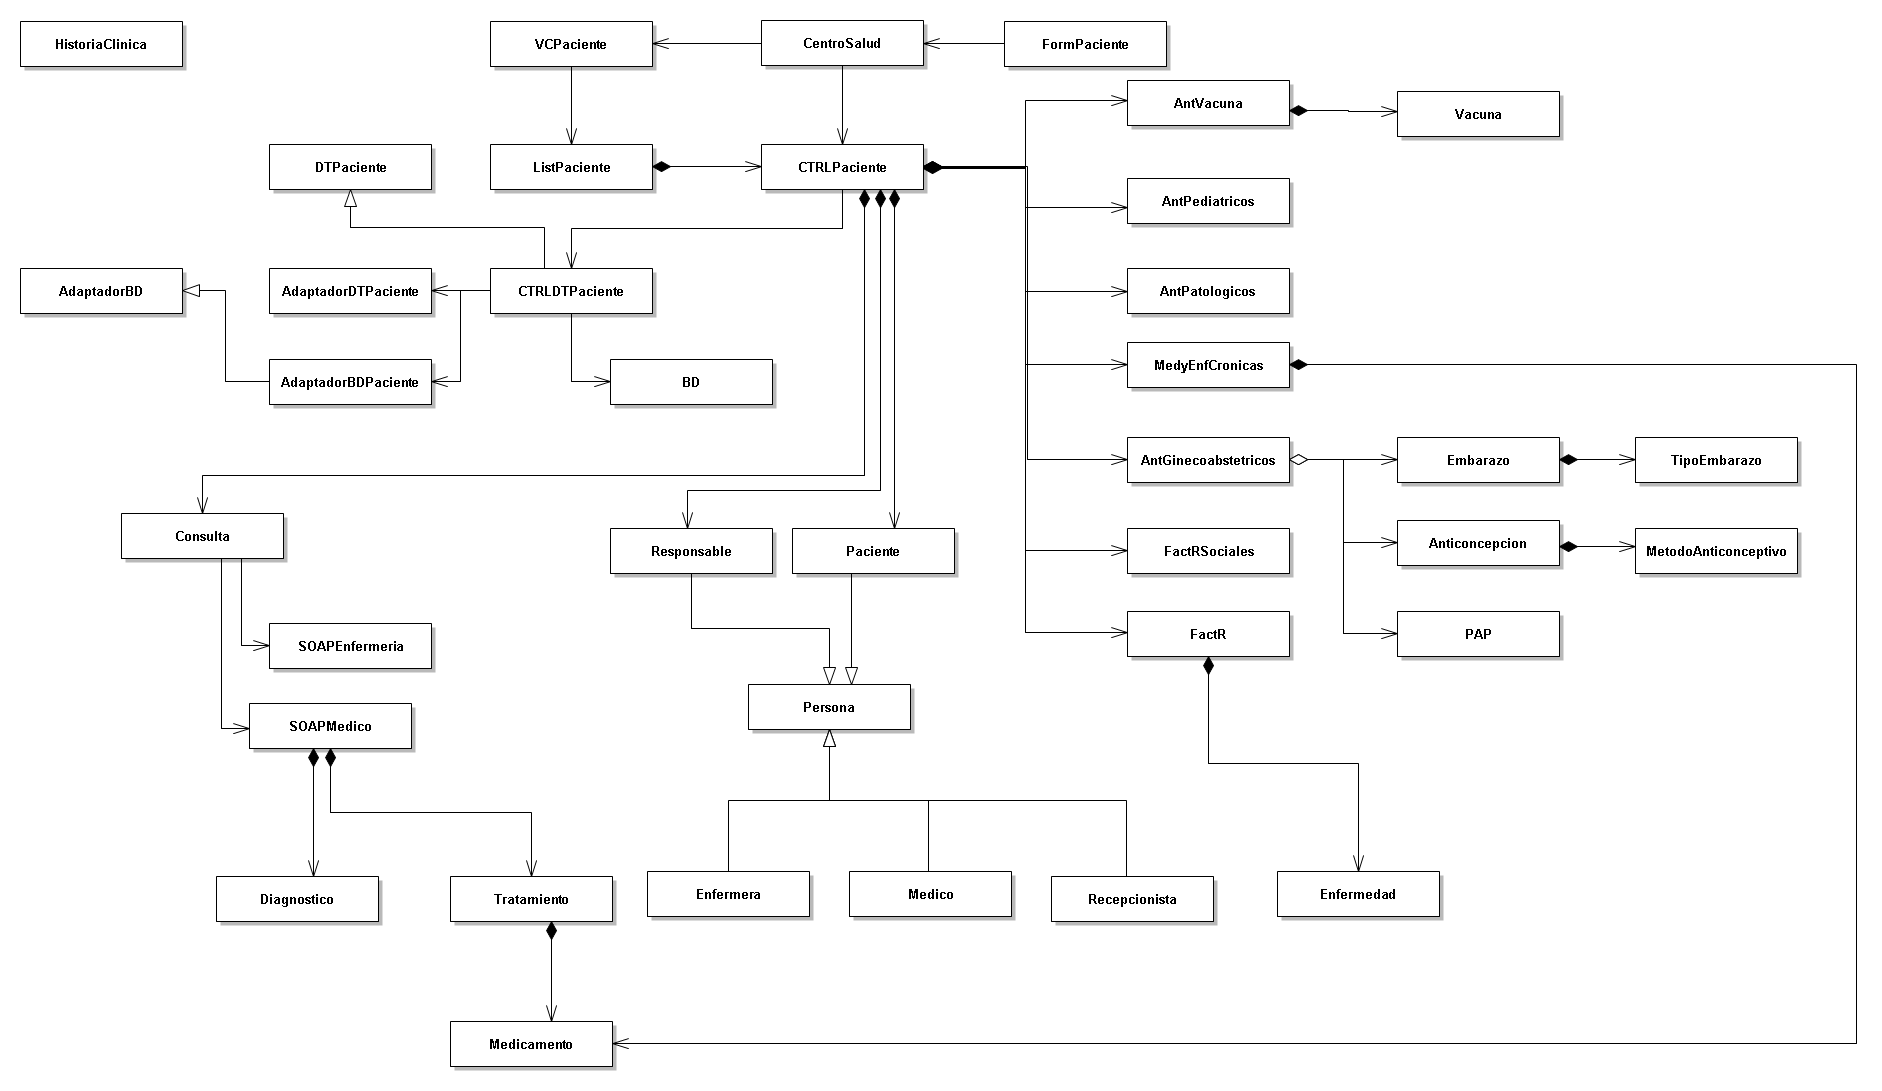 HistoriaClinica
VCPaciente
CentroSalud
FormPaciente
AntVacuna
Vacuna
DTPaciente
ListPaciente
CTRLPaciente
AntPediatricos
AdaptadorBD
AdaptadorDTPaciente
CTRLDTPaciente
AntPatologicos
AdaptadorBDPaciente
BD
MedyEnfCronicas
AntGinecoabstetricos
Embarazo
TipoEmbarazo
Consulta
Responsable
Paciente
FactRSociales
Anticoncepcion
MetodoAnticonceptivo
SOAPEnfermeria
FactR
PAP
SOAPMedico
Persona
Diagnostico
Tratamiento
Enfermera
Medico
Recepcionista
Enfermedad
Medicamento